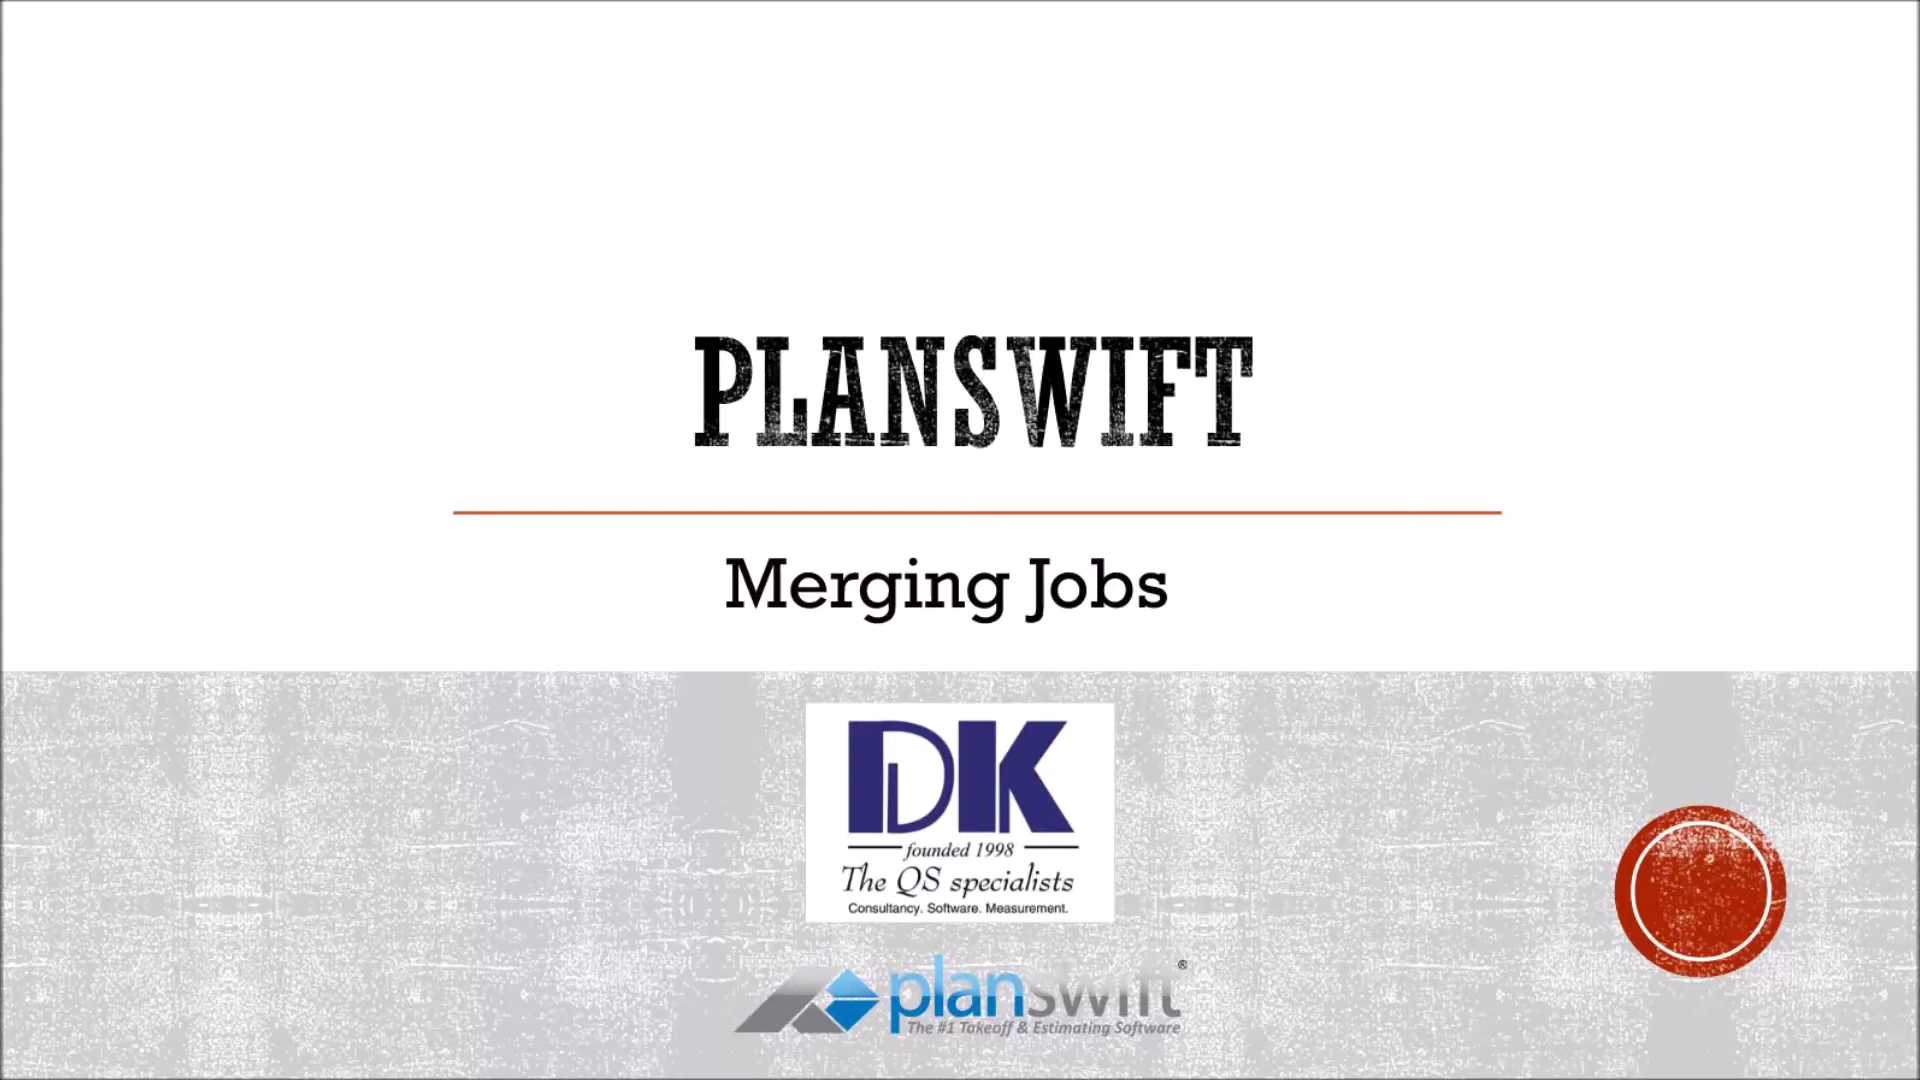 PLANSWIFT
Merging Jobs
DK
founded 1998
The QS specialists
Consultancy. Software. Measurement.
planswift®
The #1 Takeoff & Estimating Software